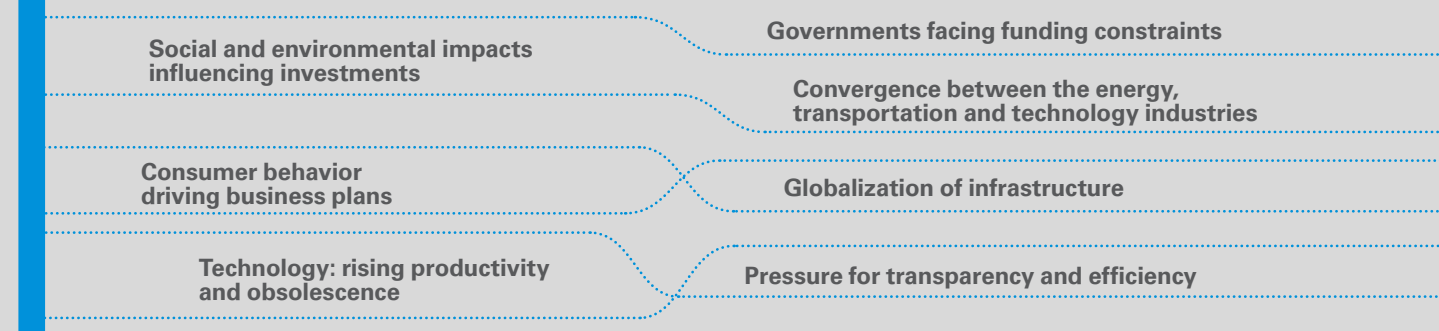 Social and environmental impacts
influencing investments
Governments facing funding constraints
Convergence between the energy,
transportation and technology industries
Consumer behavior
driving business plans
Globalization of infrastructure
Technology: rising productivity
and obsolescence
Pressure for transparency and efficiency